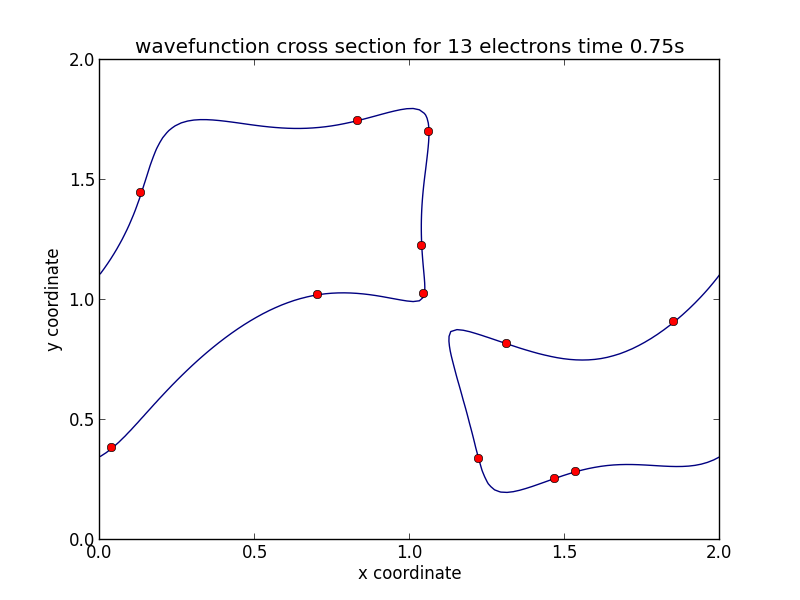 wavefunction cross section for 13 electrons time 0.75s
2.0
1.5
1.0
0.5
0.0
y coordinate
0.0 0.5 1.0 1.5 2.0
x coordinate